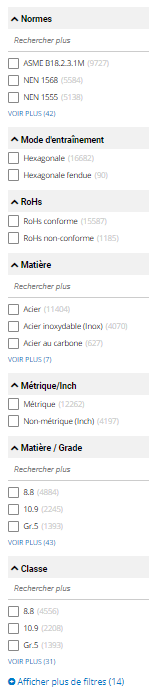 Normes
Rechercher plus
ASME B18.2.3.1M (9727)
NEN 1568 (5584)
NEN 1555 (5138)
VOIR PLUS (42)
Mode d'entraînement
Hexagonale (16682)
Hexagonale fendue (90)
RoHs
RoHs conforme (15587)
RoHs non-conforme (1185)
Matière
Rechercher plus
Acier (11404)
Acier inoxydable (Inox) (4070)
Acier au carbone (627)
VOIR PLUS (7)
Métrique/Inch
Métrique (12262)
Non-métrique (Inch) (4197)
Matière / Grade
Rechercher plus
8.8 (4884)
10.9 (2245)
Gr.5 (1393)
VOIR PLUS (43)
Classe
Rechercher plus
8.8 (4556)
10.9 (2208)
Gr.5 (1393)
VOIR PLUS (31)
Afficher plus de filtres (14)